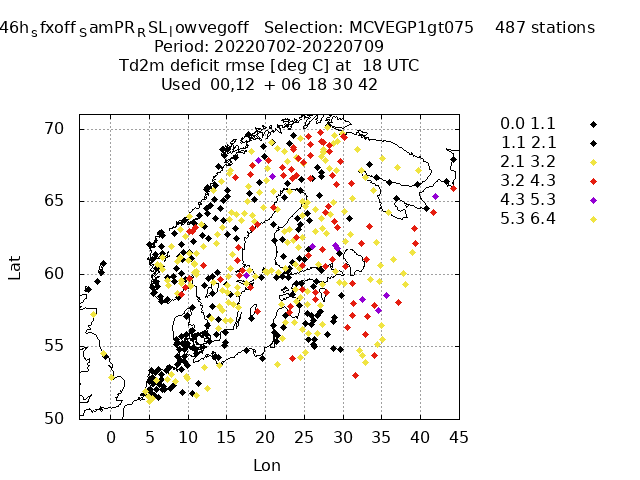 46h_sfxoff_SamPR_RSL_lowvegoff Selection: MCVEGP1gt075 487 stations
Period: 20220702-20220709
Td2m deficit rmse [deg C] at 18 UTC
Used 00,12 + 06 18 30 42
70
65
60
55
50
0 5 10 15 20 25 30 35 40 45
Lat
Lon
0.0 1.1
1.1 2.1
2.1 3.2
3.2 4.3
4.3 5.3
5.3 6.4